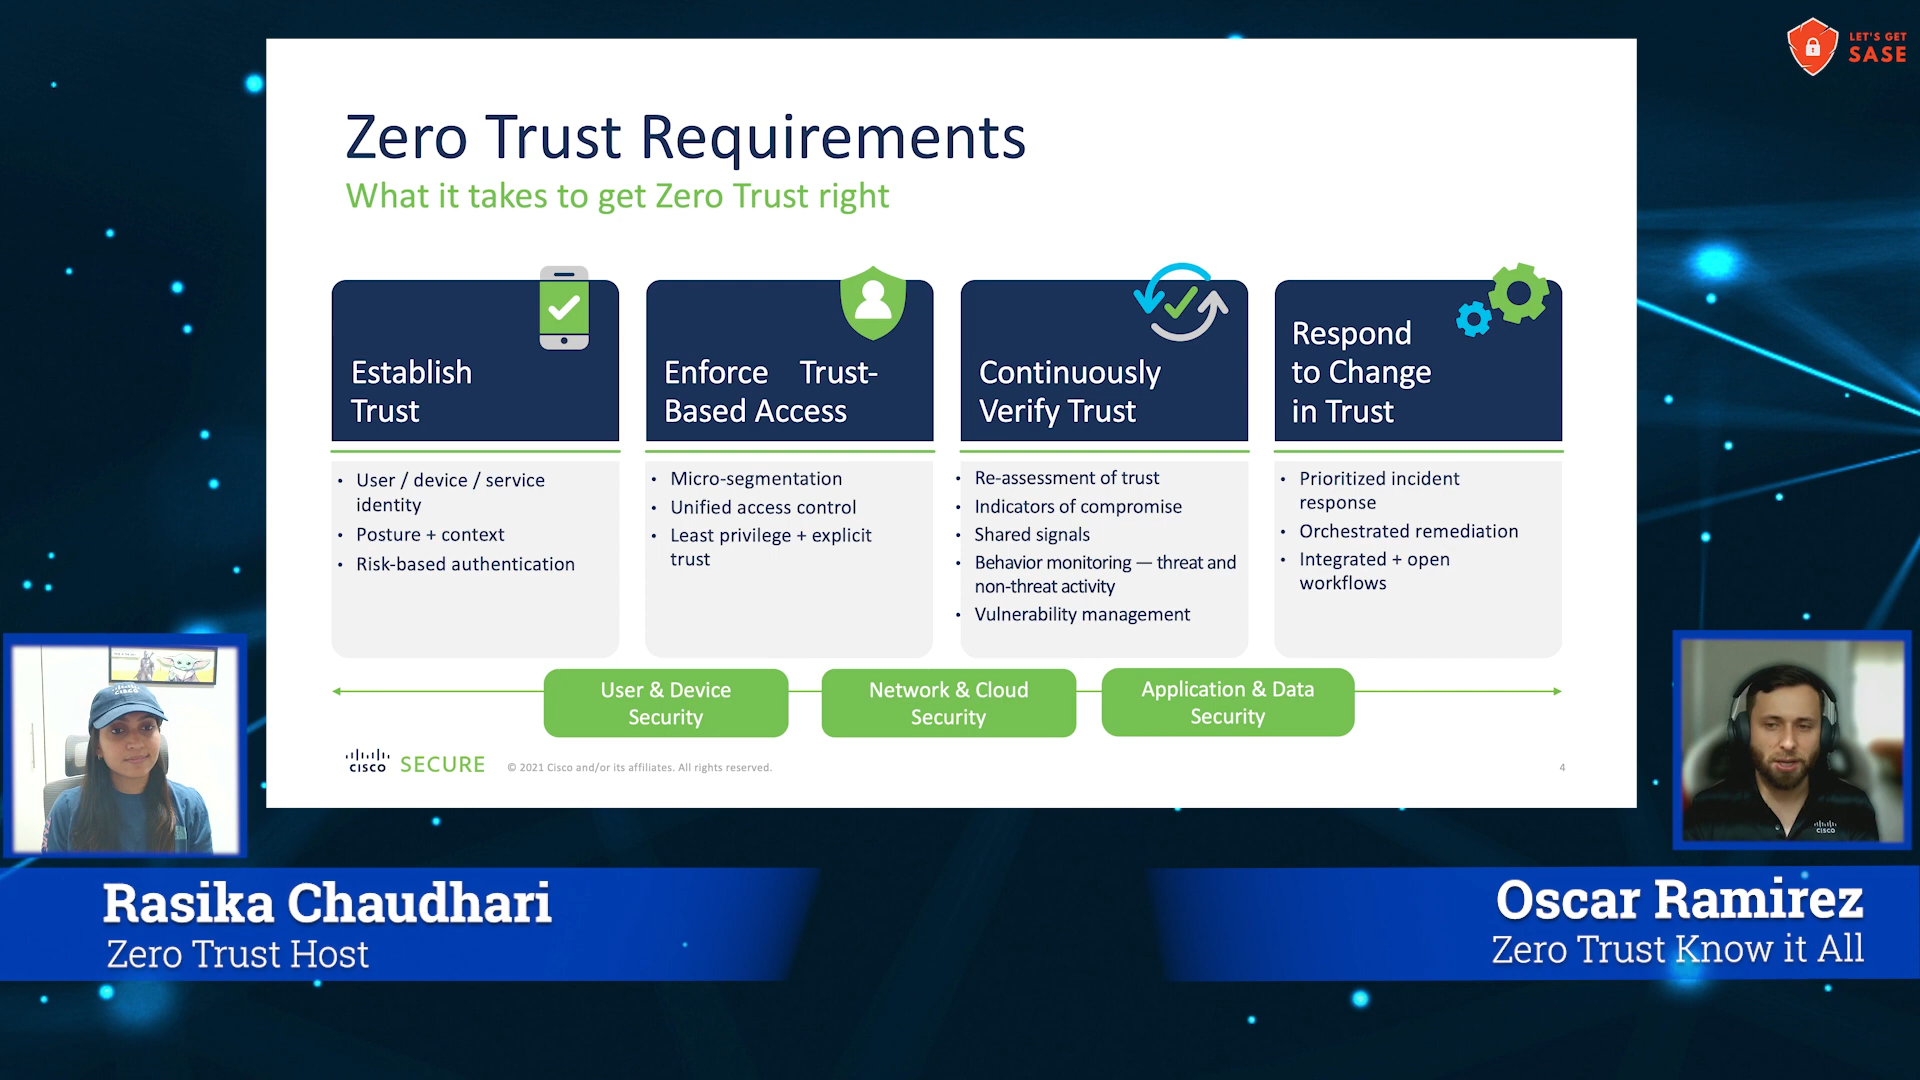 LET'S GET
SASE
Zero Trust Requirements
What it takes to get Zero Trust right
Establish
Trust
• User / device / service
identity
• Posture + context
• Risk-based authentication
Enforce Trust-
Based Access
• Micro-segmentation
• Unified access control
• Least privilege + explicit
trust
Continuously
Verify Trust
• Re-assessment of trust
• Indicators of compromise
• Shared signals
• Behavior monitoring — threat and
non-threat activity
• Vulnerability management
Respond
to Change
in Trust
• Prioritized incident
response
• Orchestrated remediation
• Integrated + open
workflows
User & Device
Security
Network & Cloud
Security
Application & Data
Security
CISCO SECURE
© 2021 Cisco and/or its affiliates. All rights reserved.
4
CISCO
CISCO
Rasika Chaudhari
Zero Trust Host
Oscar Ramirez
Zero Trust Know it All